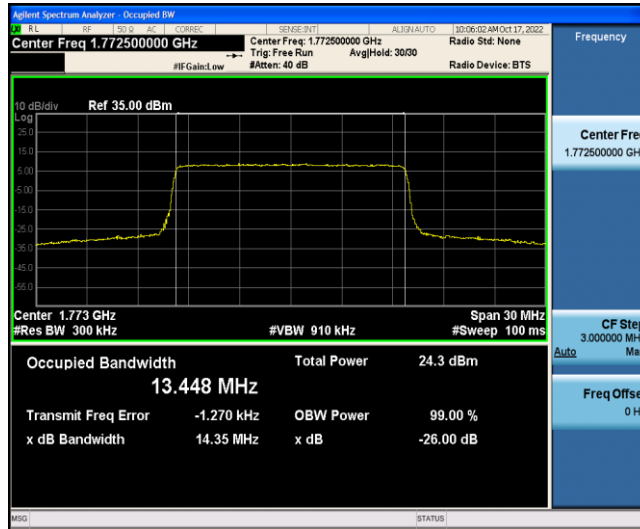 Agilent Spectrum Analyzer - Occupied BW
RL RF 50 Ω AC CORREC SENSE:INT ALIGNAUTO 10:06:02 AM Oct 17, 2022
Center Freq 1.772500000 GHz Center Freq: 1.772500000 GHz Radio Std: None Frequency
Trig: Free Run Avg|Hold: 30/30
#IFGain:Low #Atten: 40 dB Radio Device: BTS
10 dB/div Ref 35.00 dBm
Log
25.0
15.0
5.00
-5.00
-15.0
-25.0
-35.0
-45.0
-55.0
Center Fre
1.772500000 GH
Center 1.773 GHz Span 30 MHz
#Res BW 300 kHz #VBW 910 kHz #Sweep 100 ms
CF Ste
3.000000 MH
Auto Ma
Occupied Bandwidth Total Power 24.3 dBm
13.448 MHz
Transmit Freq Error -1.270 kHz OBW Power 99.00 %
x dB Bandwidth 14.35 MHz x dB -26.00 dB
Freq Offse
0 H
MSG STATUS